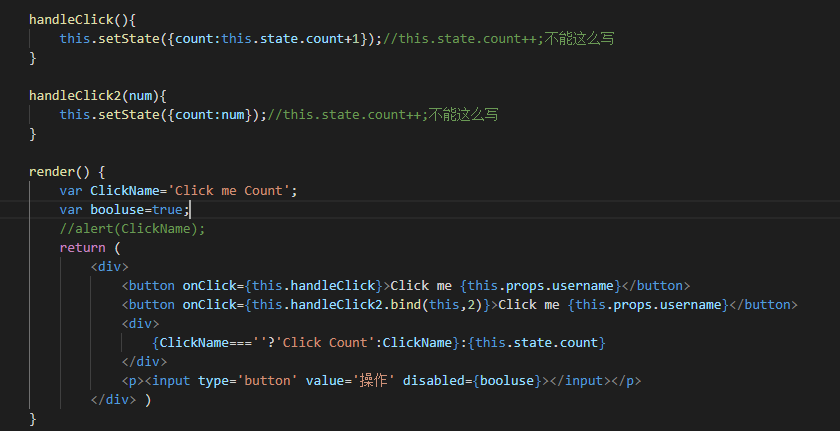 handleClick(){
    this.setState({count:this.state.count+1});//this.state.count++;不能这么写
}
handleClick2(num){
    this.setState({count:num});//this.state.count++;不能这么写
}
render() {
    var ClickName='Click me Count';
    var booluse=true;
    //alert(ClickName);
    return (
        <div>
            <button onClick={this.handleClick}>Click me {this.props.username}</button>
            <button onClick={this.handleClick2.bind(this,2)}>Click me {this.props.username}</button>
            <div>
                {ClickName===''?'Click Count':ClickName}:{this.state.count}
            </div>
            <p><input type='button' value='操作' disabled={booluse}></input></p>
        </div> )
}